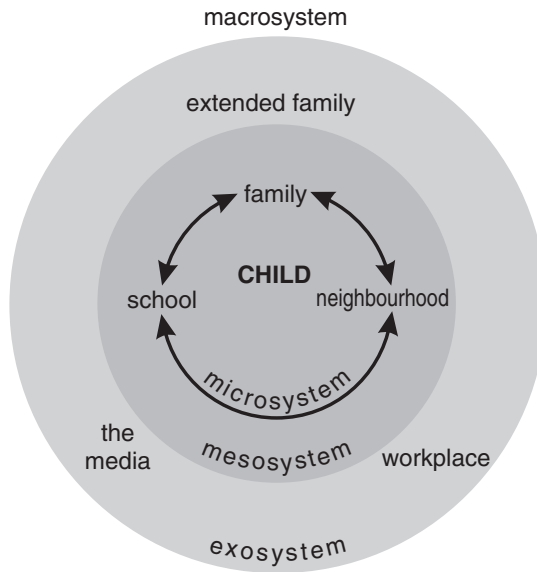 macrosystem
extended family
family
CHILD
school
neighbourhood
microsystem
the
media
mesosystem
workplace
exosystem